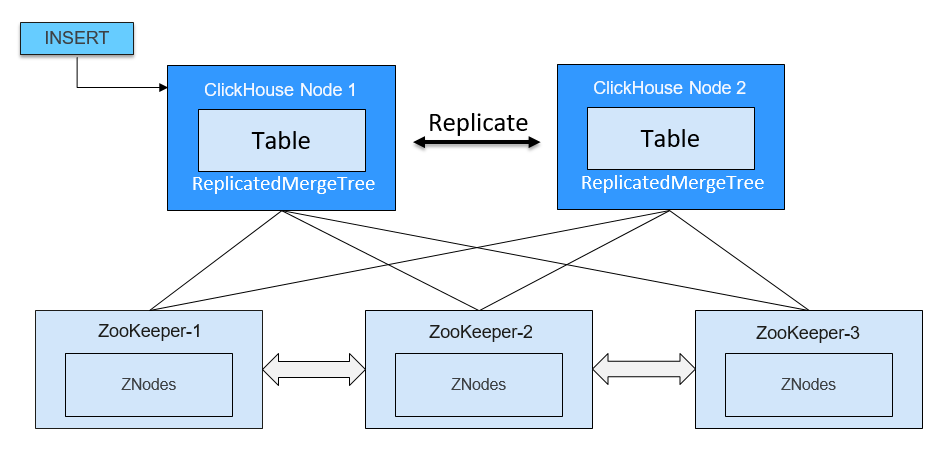 INSERT
ClickHouse Node 1
ClickHouse Node 2
Table
Replicate
Table
ReplicatedMergeTree
ReplicatedMergeTree
ZooKeeper-1
ZooKeeper-2
ZooKeeper-3
ZNodes
ZNodes
ZNodes